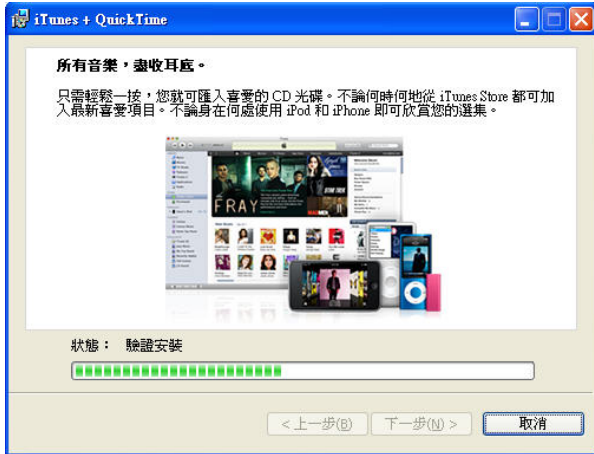 iTunes + QuickTime
所有音樂,盡收耳底。
只需輕鬆一按,您就可匯入喜愛的 CD 光碟。不論何時何地從 iTunes Store 都可加
入最新喜愛項目。不論身在何處使用 iPod 和 iPhone 即可欣賞您的選集。
FRAY
STAR TREK
狀態: 驗證安裝
< 上一步(B)
下一步(N) >
取消